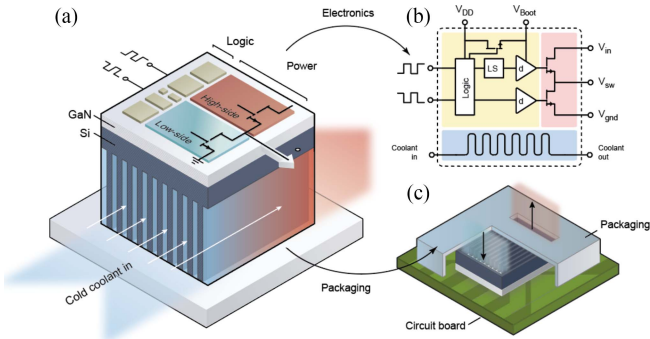 (a)
Logic
Power
High-side
Low-side
GaN
Si
Cold coolant in
Electronics
Packaging
(b)
V_DD
V_Boot
Logic
LS
d
d
V_in
V_sw
V_gnd
Coolant
in
Coolant
out
(c)
Packaging
Circuit board